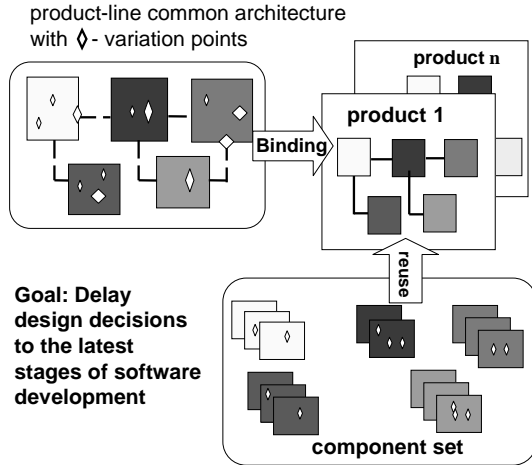 product-line common architecture
with ◊- variation points
product n
product 1
Binding
reuse
Goal: Delay
design decisions
to the latest
stages of software
development
component set